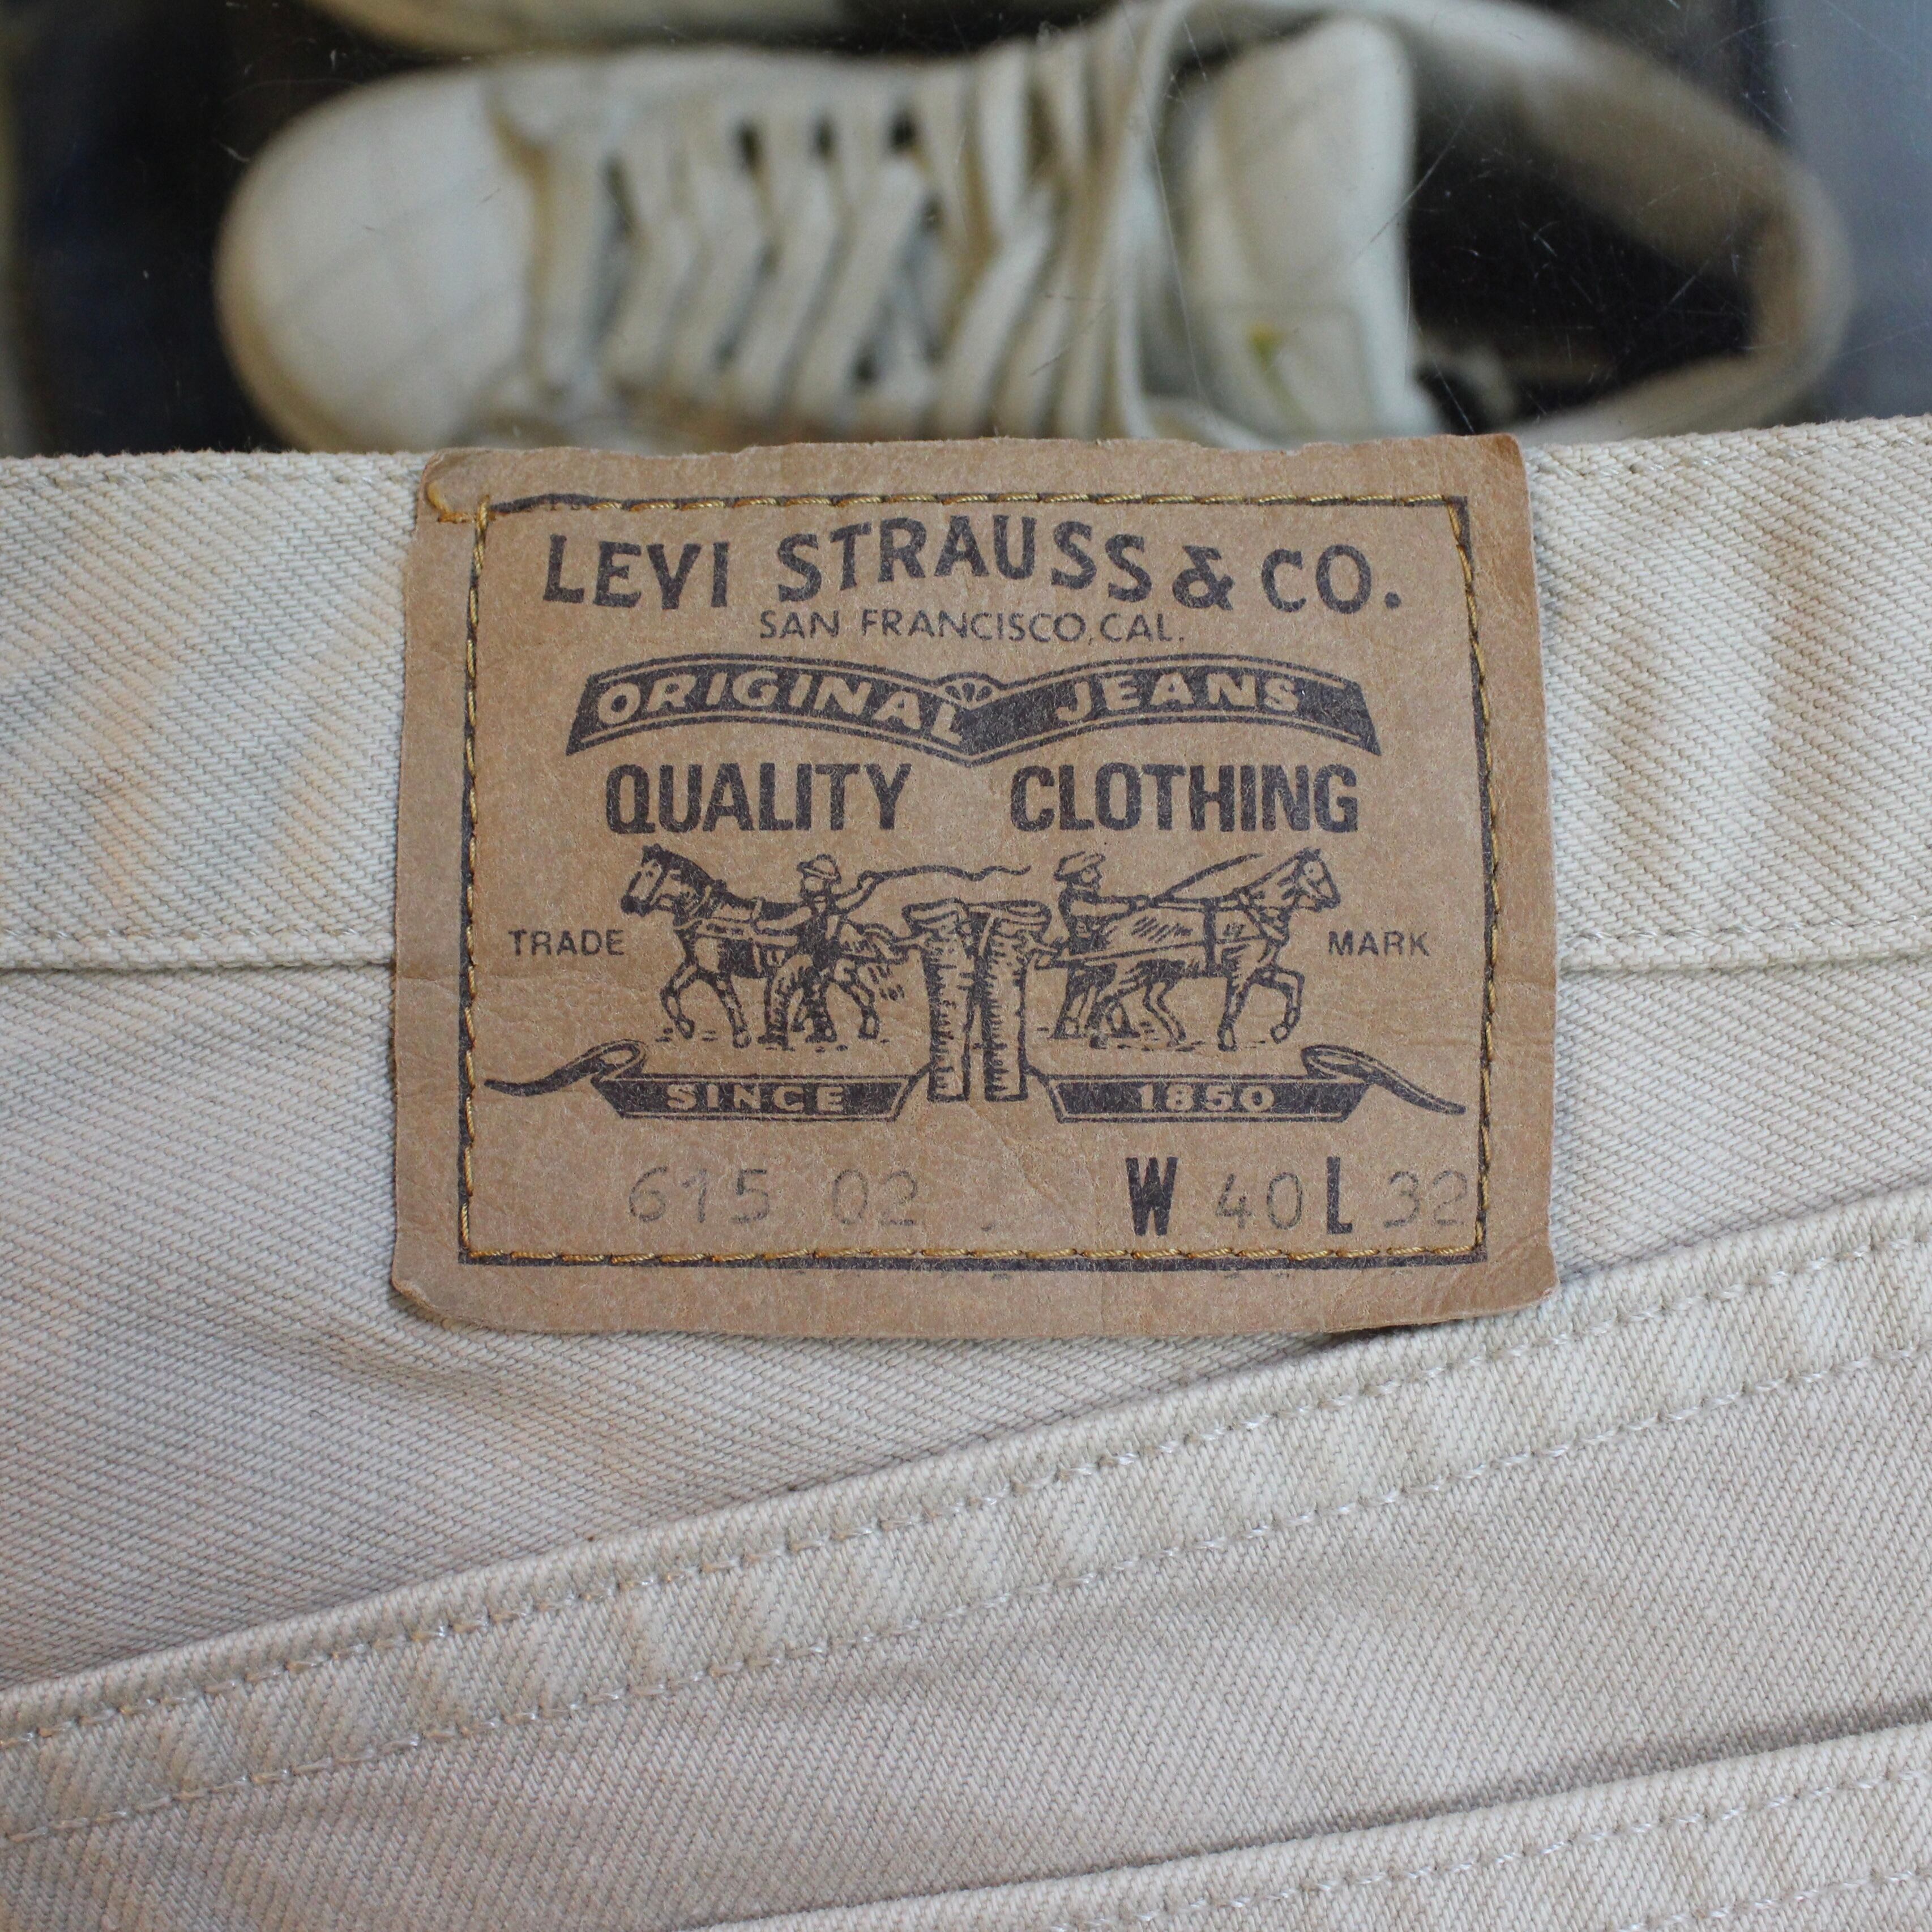 LEVI STRAUSS & CO.
SAN FRANCISCO, CAL.
ORIGINAL JEANS
QUALITY CLOTHING
TRADE MARK
SINCE 1850
615 02 W 40 L 32